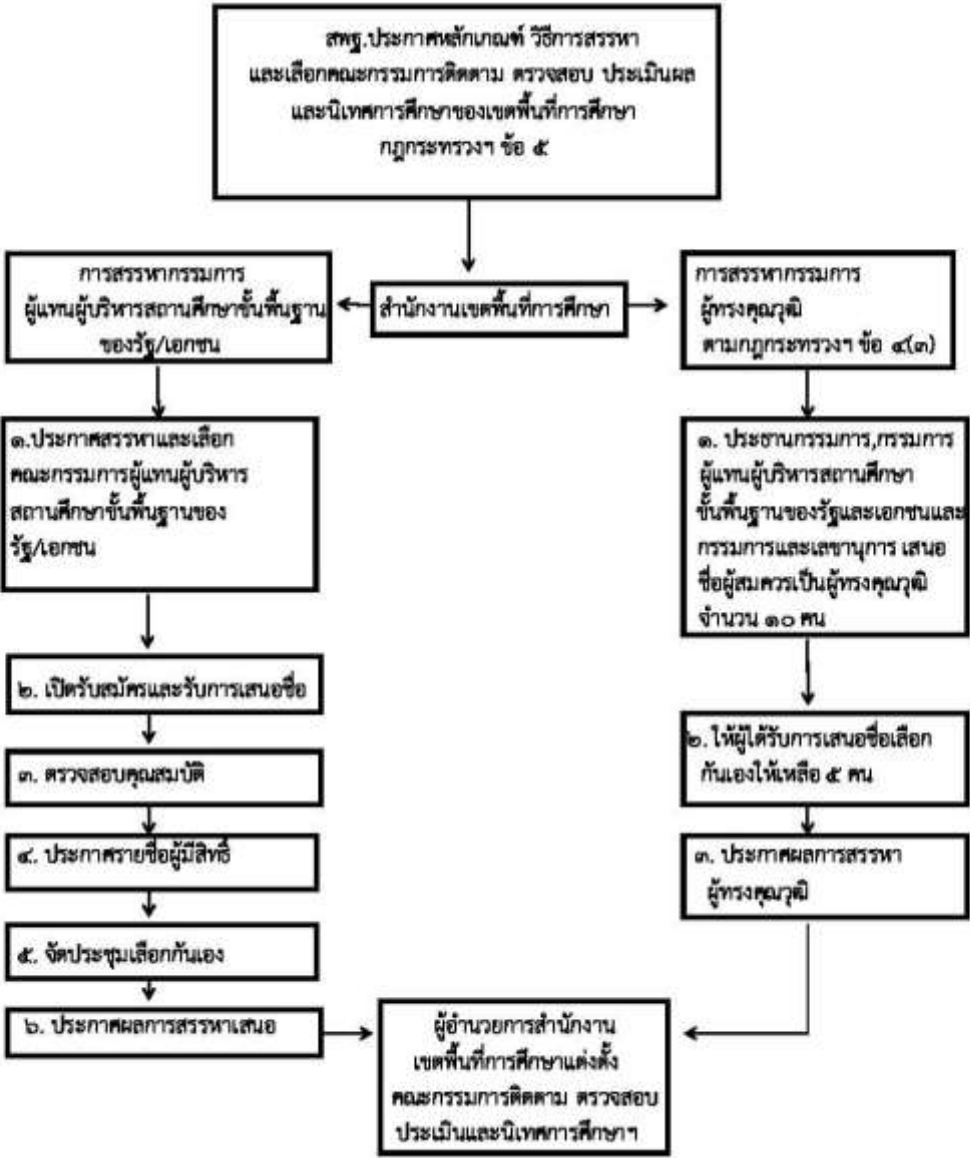 สพฐ.ประกาศหลักเกณฑ์ วิธีการสรรหา
และเลือกคณะกรรมการติดตาม ตรวจสอบ ประเมินผล
และนิเทศการศึกษาของเขตพื้นที่การศึกษา
กฎกระทรวงฯ ข้อ ๕
การสรรหากรรมการ
ผู้แทนผู้บริหารสถานศึกษาขั้นพื้นฐาน
ของรัฐ/เอกชน
สำนักงานเขตพื้นที่การศึกษา
การสรรหากรรมการ
ผู้ทรงคุณวุฒิ
ตามกฎกระทรวงฯ ข้อ ๔(๓)
๑.ประกาศสรรหาและเลือก
คณะกรรมการผู้แทนผู้บริหาร
สถานศึกษาขั้นพื้นฐานของ
รัฐ/เอกชน
๒. เปิดรับสมัครและรับการเสนอชื่อ
๓. ตรวจสอบคุณสมบัติ
๔. ประกาศรายชื่อผู้มีสิทธิ์
๕. จัดประชุมเลือกกันเอง
๖. ประกาศผลการสรรหาเสนอ
๑. ประธานกรรมการ,กรรมการ
ผู้แทนผู้บริหารสถานศึกษา
ขั้นพื้นฐานของรัฐและเอกชนและ
กรรมการและเลขานุการ เสนอ
ชื่อผู้สมควรเป็นผู้ทรงคุณวุฒิ
จำนวน ๑๐ คน
๒. ให้ผู้ได้รับการเสนอชื่อเลือก
กันเองให้เหลือ ๕ คน
๓. ประกาศผลการสรรหา
ผู้ทรงคุณวุฒิ
ผู้อำนวยการสำนักงาน
เขตพื้นที่การศึกษาแต่งตั้ง
คณะกรรมการติดตาม ตรวจสอบ
ประเมินและนิเทศการศึกษาฯ